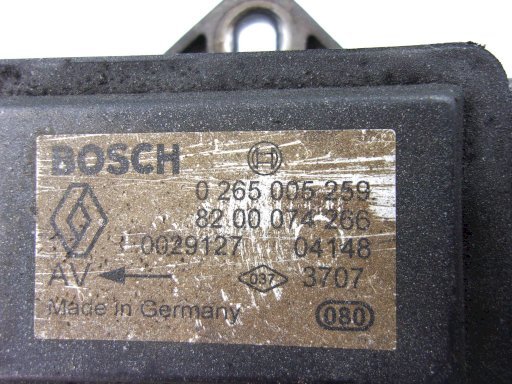 BOSCH
0 265 005 259
82 00 074 266
0029127 04148
AV 087 3707
Made in Germany 080